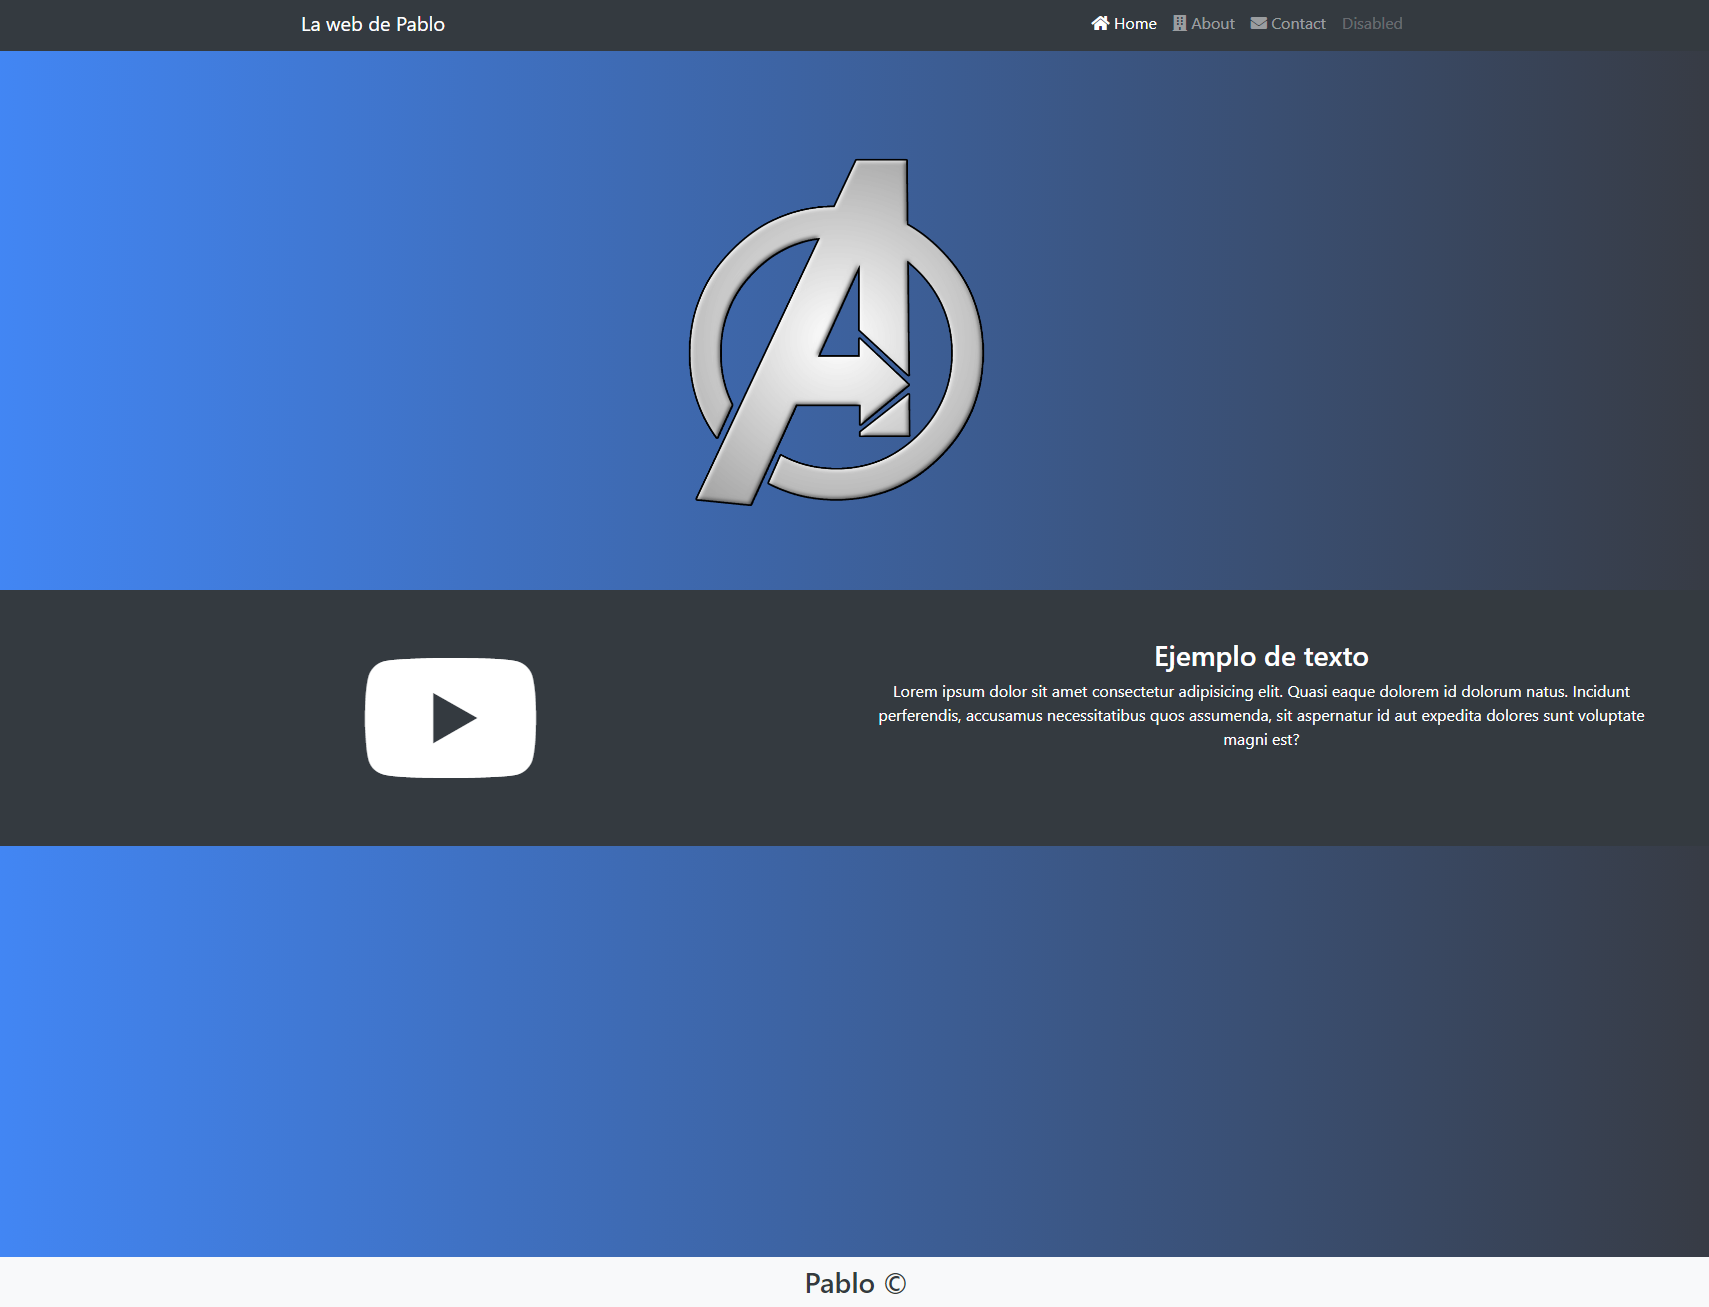 La web de Pablo
Home About Contact Disabled
Ejemplo de texto
Lorem ipsum dolor sit amet consectetur adipisicing elit. Quasi eaque dolorem id dolorum natus. Incidunt
perferendis, accusamus necessitatibus quos assumenda, sit aspernatur id aut expedita dolores sunt voluptate
magni est?
Pablo ©